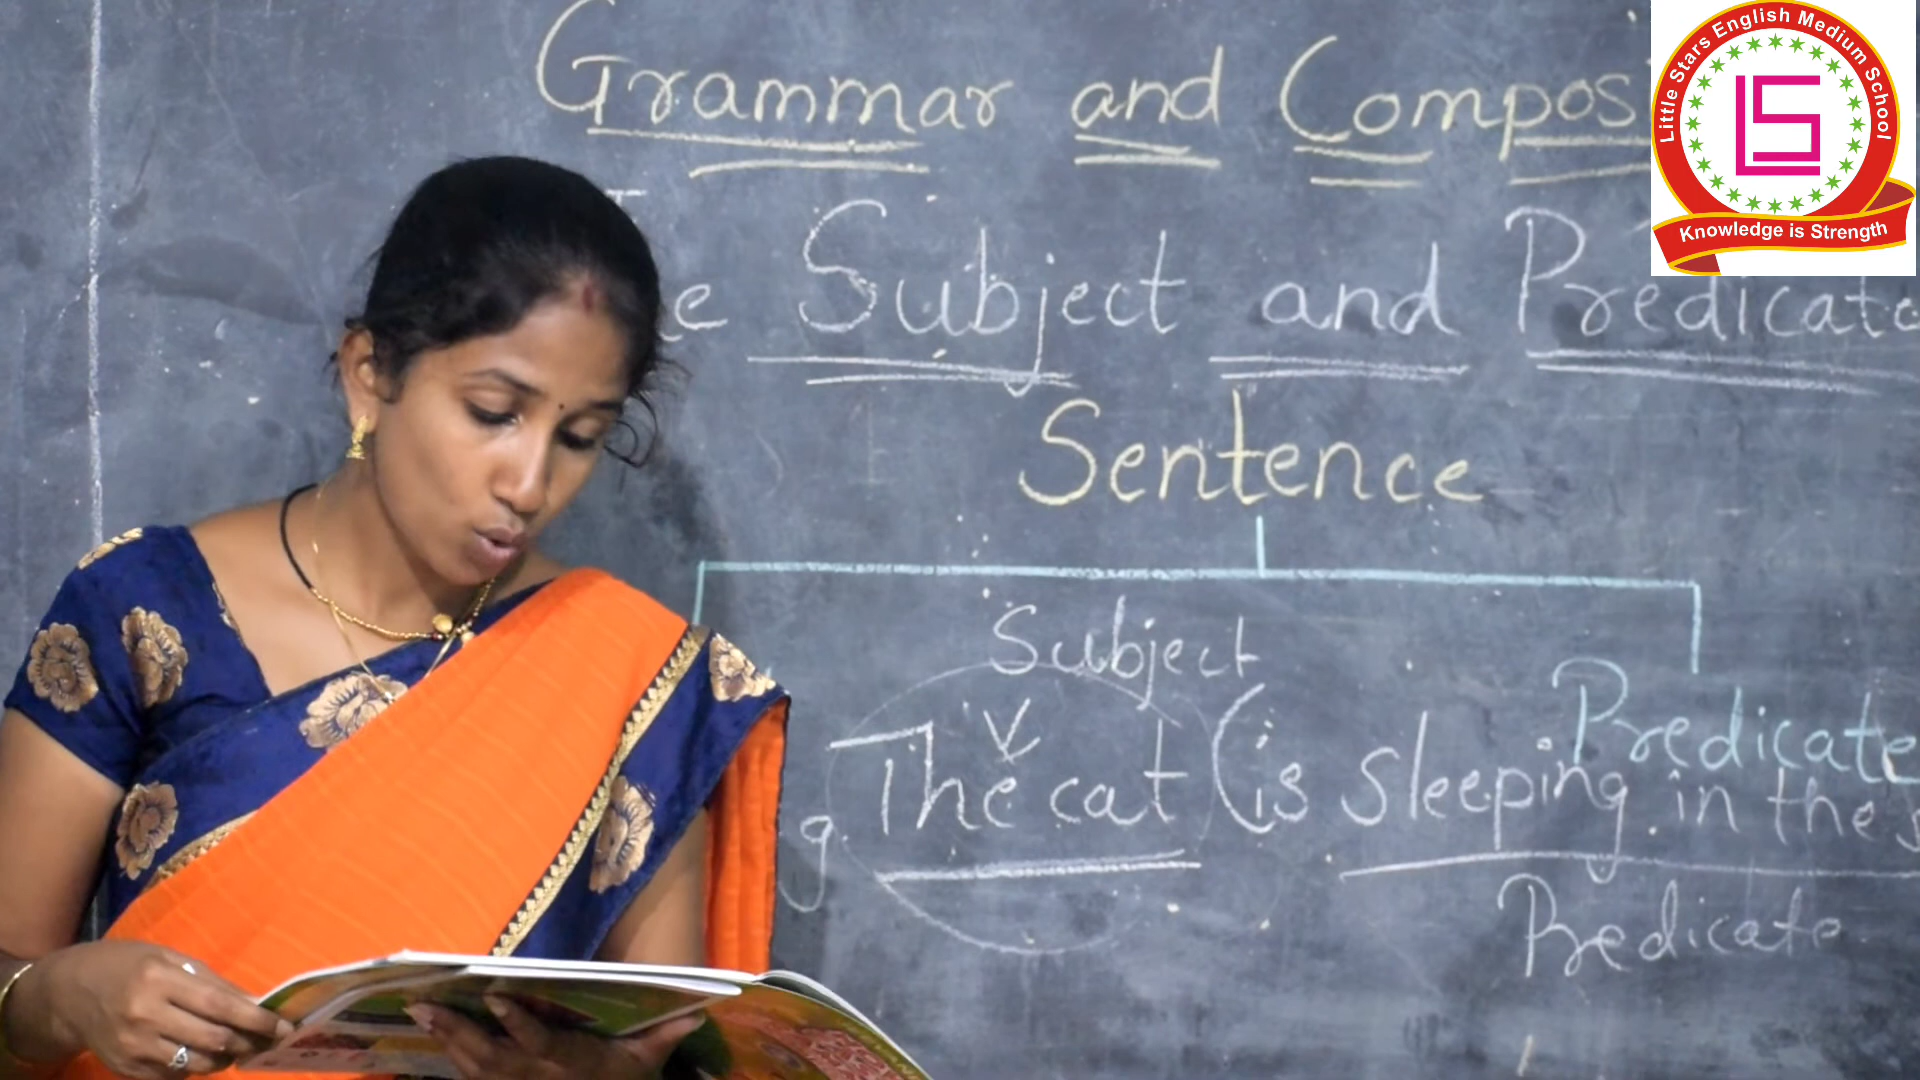 Grammar and Compos
Little Stars English Medium School
LS
Knowledge is Strength
e Subject and Predicate
Sentence
Subject
Predicate
g. The cat (is sleeping in the s
Predicate